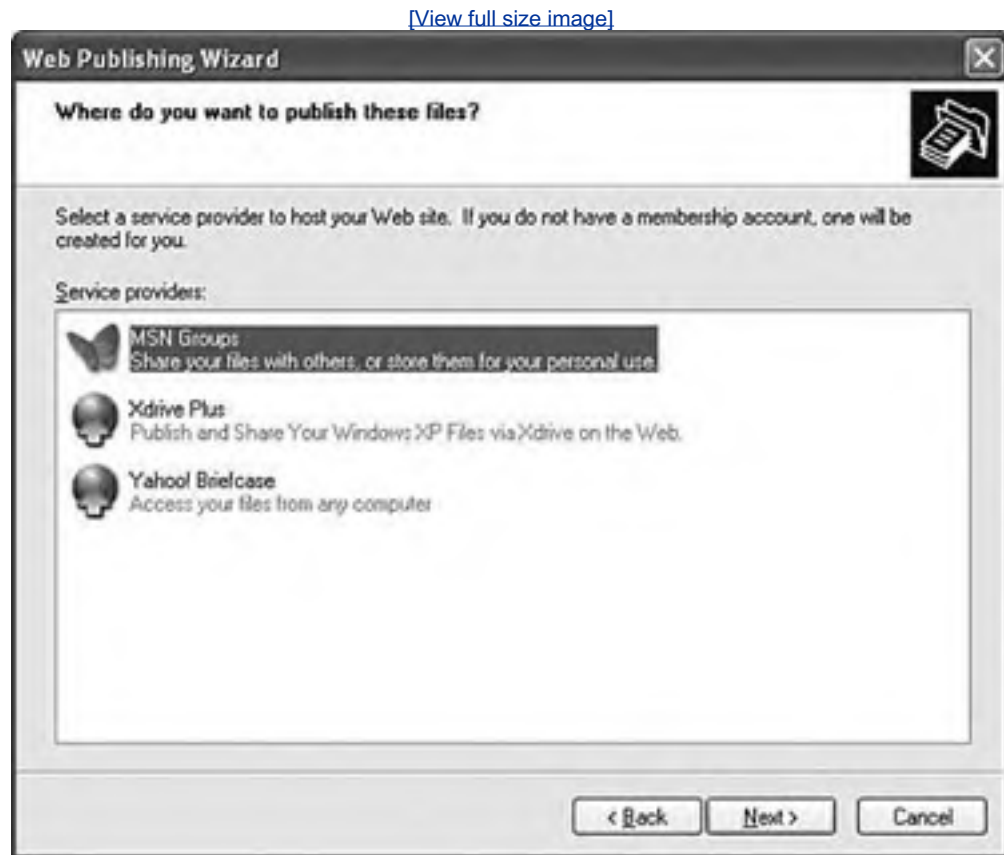 [View full size image]
Web Publishing Wizard
Where do you want to publish these files?
Select a service provider to host your Web site. If you do not have a membership account, one will be
created for you.
Service providers:
MSN Groups
Share your files with others, or store them for your personal use
Xdrive Plus
Publish and Share Your Windows XP Files via Xdrive on the Web.
Yahoo! Briefcase
Access your files from any computer
< Back
Next >
Cancel